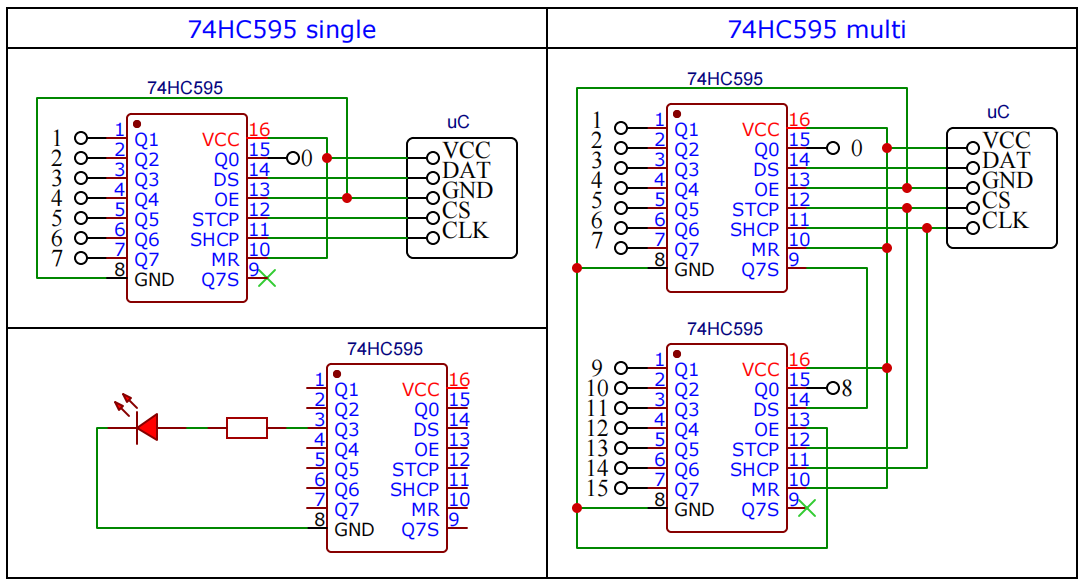 74HC595 single
74HC595
1 1 Q1 VCC 16
2 2 Q2 Q0 15 0
3 3 Q3 DS 14
4 4 Q4 OE 13
5 5 Q5 STCP 12
6 6 Q6 SHCP 11
7 7 Q7 MR 10
8 GND Q7S 9
uC
VCC
DAT
GND
CS
CLK
74HC595
1 Q1 VCC 16
2 Q2 Q0 15
3 Q3 DS 14
4 Q4 OE 13
5 Q5 STCP 12
6 Q6 SHCP 11
7 Q7 MR 10
8 GND Q7S 9
74HC595 multi
74HC595
1 1 Q1 VCC 16
2 2 Q2 Q0 15 0
3 3 Q3 DS 14
4 4 Q4 OE 13
5 5 Q5 STCP 12
6 6 Q6 SHCP 11
7 7 Q7 MR 10
8 GND Q7S 9
uC
VCC
DAT
GND
CS
CLK
74HC595
9 1 Q1 VCC 16
10 2 Q2 Q0 15 8
11 3 Q3 DS 14
12 4 Q4 OE 13
13 5 Q5 STCP 12
14 6 Q6 SHCP 11
15 7 Q7 MR 10
8 GND Q7S 9